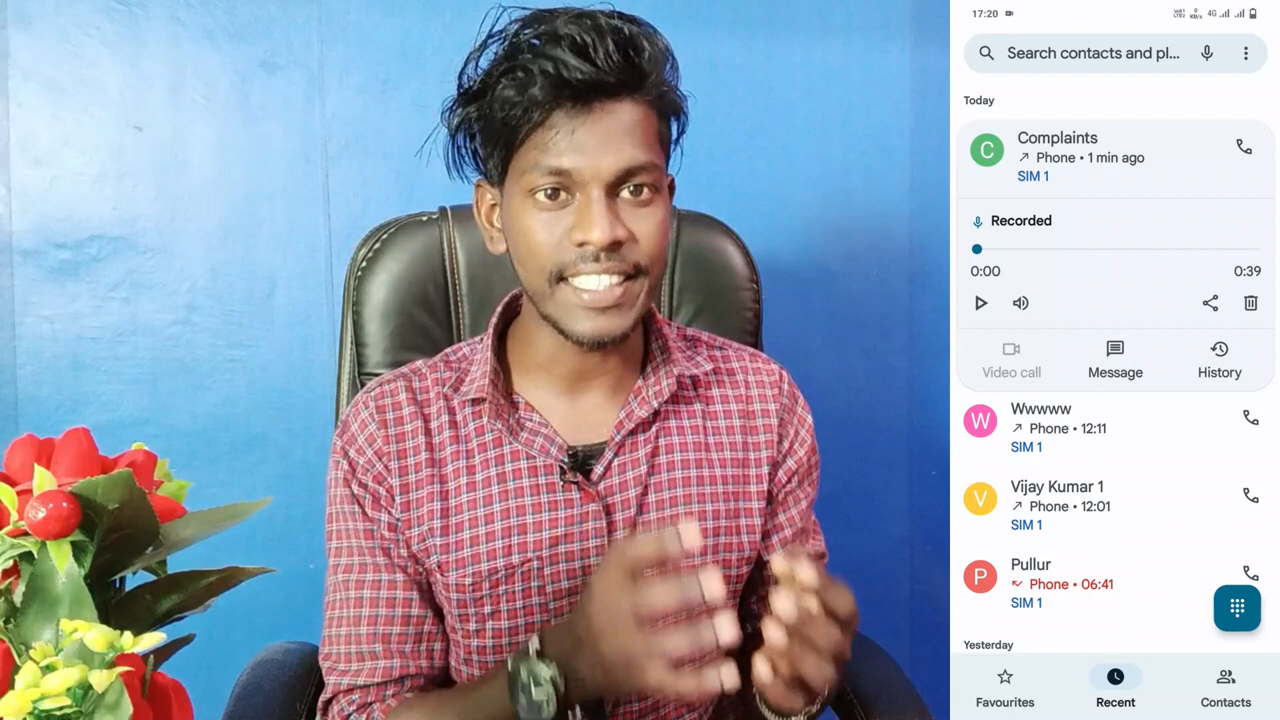 17:20
4G
Search contacts and pl...
Today
C
Complaints
Phone • 1 min ago
SIM 1
Recorded
0:00
0:39
Video call
Message
History
W
Wwwww
Phone • 12:11
SIM 1
V
Vijay Kumar 1
Phone • 12:01
SIM 1
P
Pullur
Phone • 06:41
SIM 1
Yesterday
Favourites
Recent
Contacts